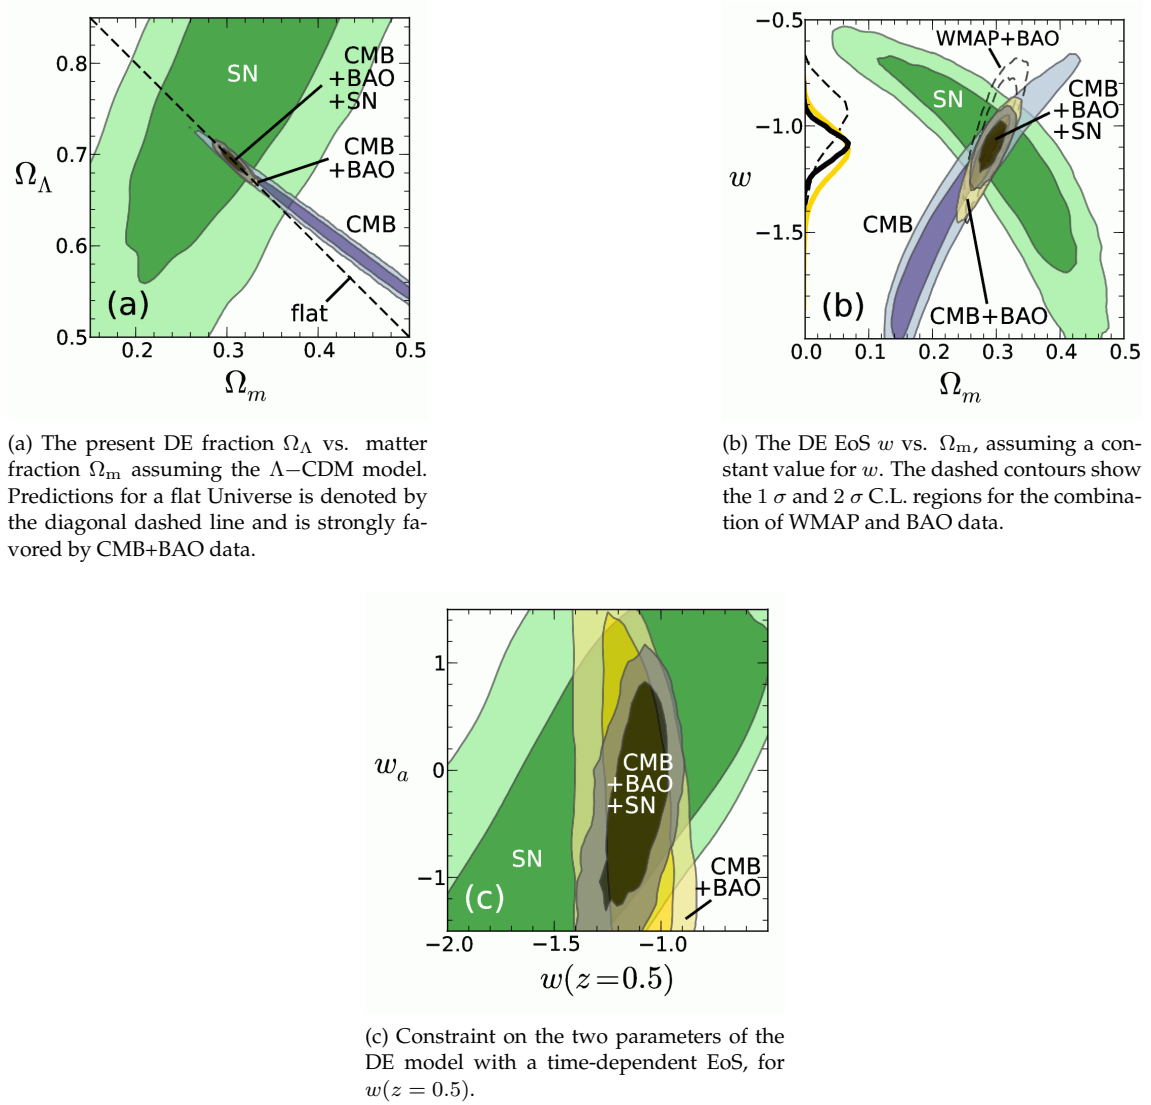 0.8
0.7
0.6
0.5
0.2
0.3
0.4
0.5
Ω_Λ
Ω_m
SN
CMB
+BAO
+SN
CMB
+BAO
CMB
flat
(a)
−0.5
−1.0
−1.5
0.0
0.1
0.2
0.3
0.4
0.5
w
Ω_m
WMAP+BAO
SN
CMB
+BAO
+SN
CMB
CMB+BAO
(b)
(a) The present DE fraction Ω_Λ vs. matter
fraction Ω_m assuming the Λ−CDM model.
Predictions for a flat Universe is denoted by
the diagonal dashed line and is strongly fa-
vored by CMB+BAO data.
(b) The DE EoS w vs. Ω_m, assuming a con-
stant value for w. The dashed contours show
the 1 σ and 2 σ C.L. regions for the combina-
tion of WMAP and BAO data.
1
0
−1
−2.0
−1.5
−1.0
w_a
w(z=0.5)
CMB
+BAO
+SN
SN
CMB
+BAO
(c)
(c) Constraint on the two parameters of the
DE model with a time-dependent EoS, for
w(z = 0.5).